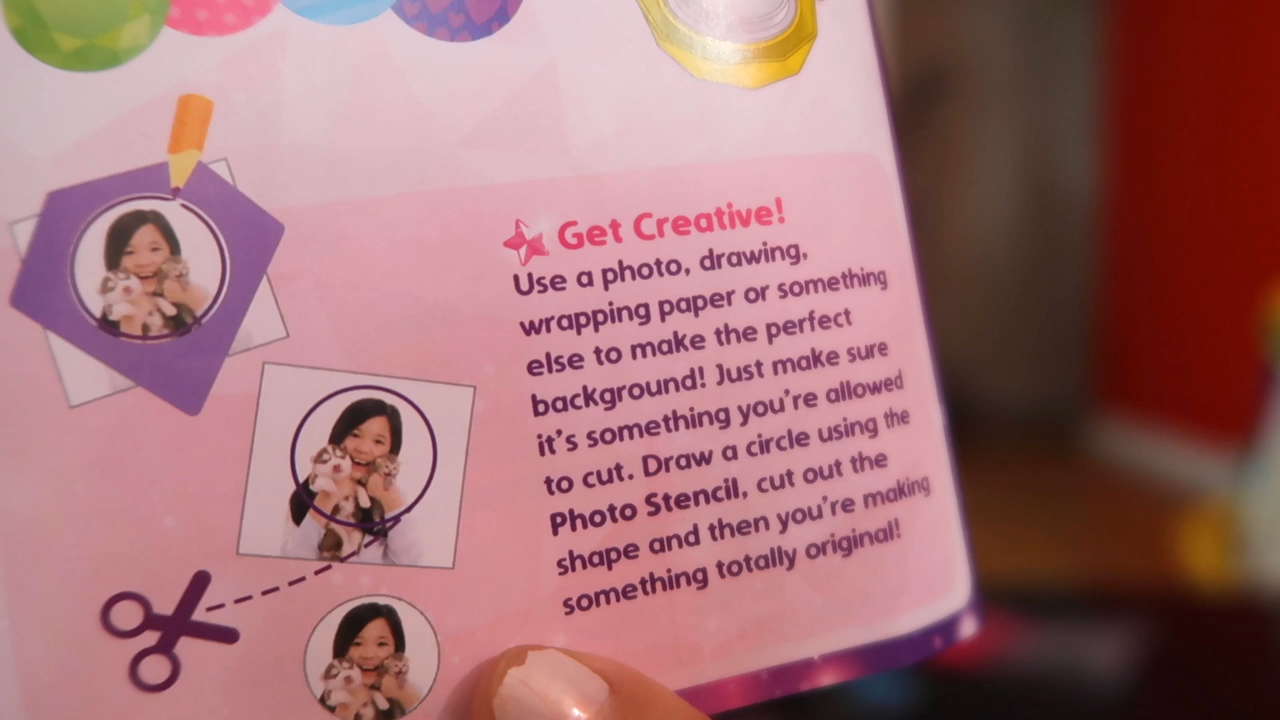 Get Creative!
Use a photo, drawing,
wrapping paper or something
else to make the perfect
background! Just make sure
it's something you're allowed
to cut. Draw a circle using the
Photo Stencil, cut out the
shape and then you're making
something totally original!